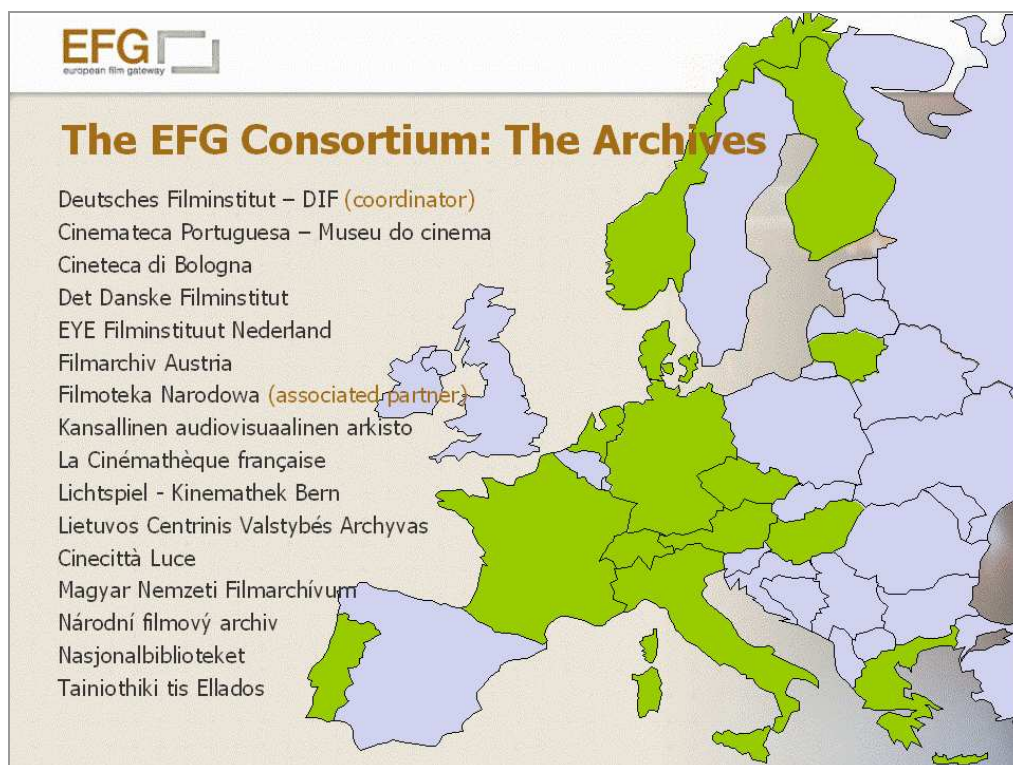 EFG
european film gateway
The EFG Consortium: The Archives
Deutsches Filminstitut – DIF (coordinator)
Cinemateca Portuguesa – Museu do cinema
Cineteca di Bologna
Det Danske Filminstitut
EYE Filminstituut Nederland
Filmarchiv Austria
Filmoteka Narodowa (associated partner)
Kansallinen audiovisuaalinen arkisto
La Cinémathèque française
Lichtspiel - Kinemathek Bern
Lietuvos Centrinis Valstybés Archyvas
Cinecittà Luce
Magyar Nemzeti Filmarchívum
Národní filmový archiv
Nasjonalbiblioteket
Tainiothiki tis Ellados